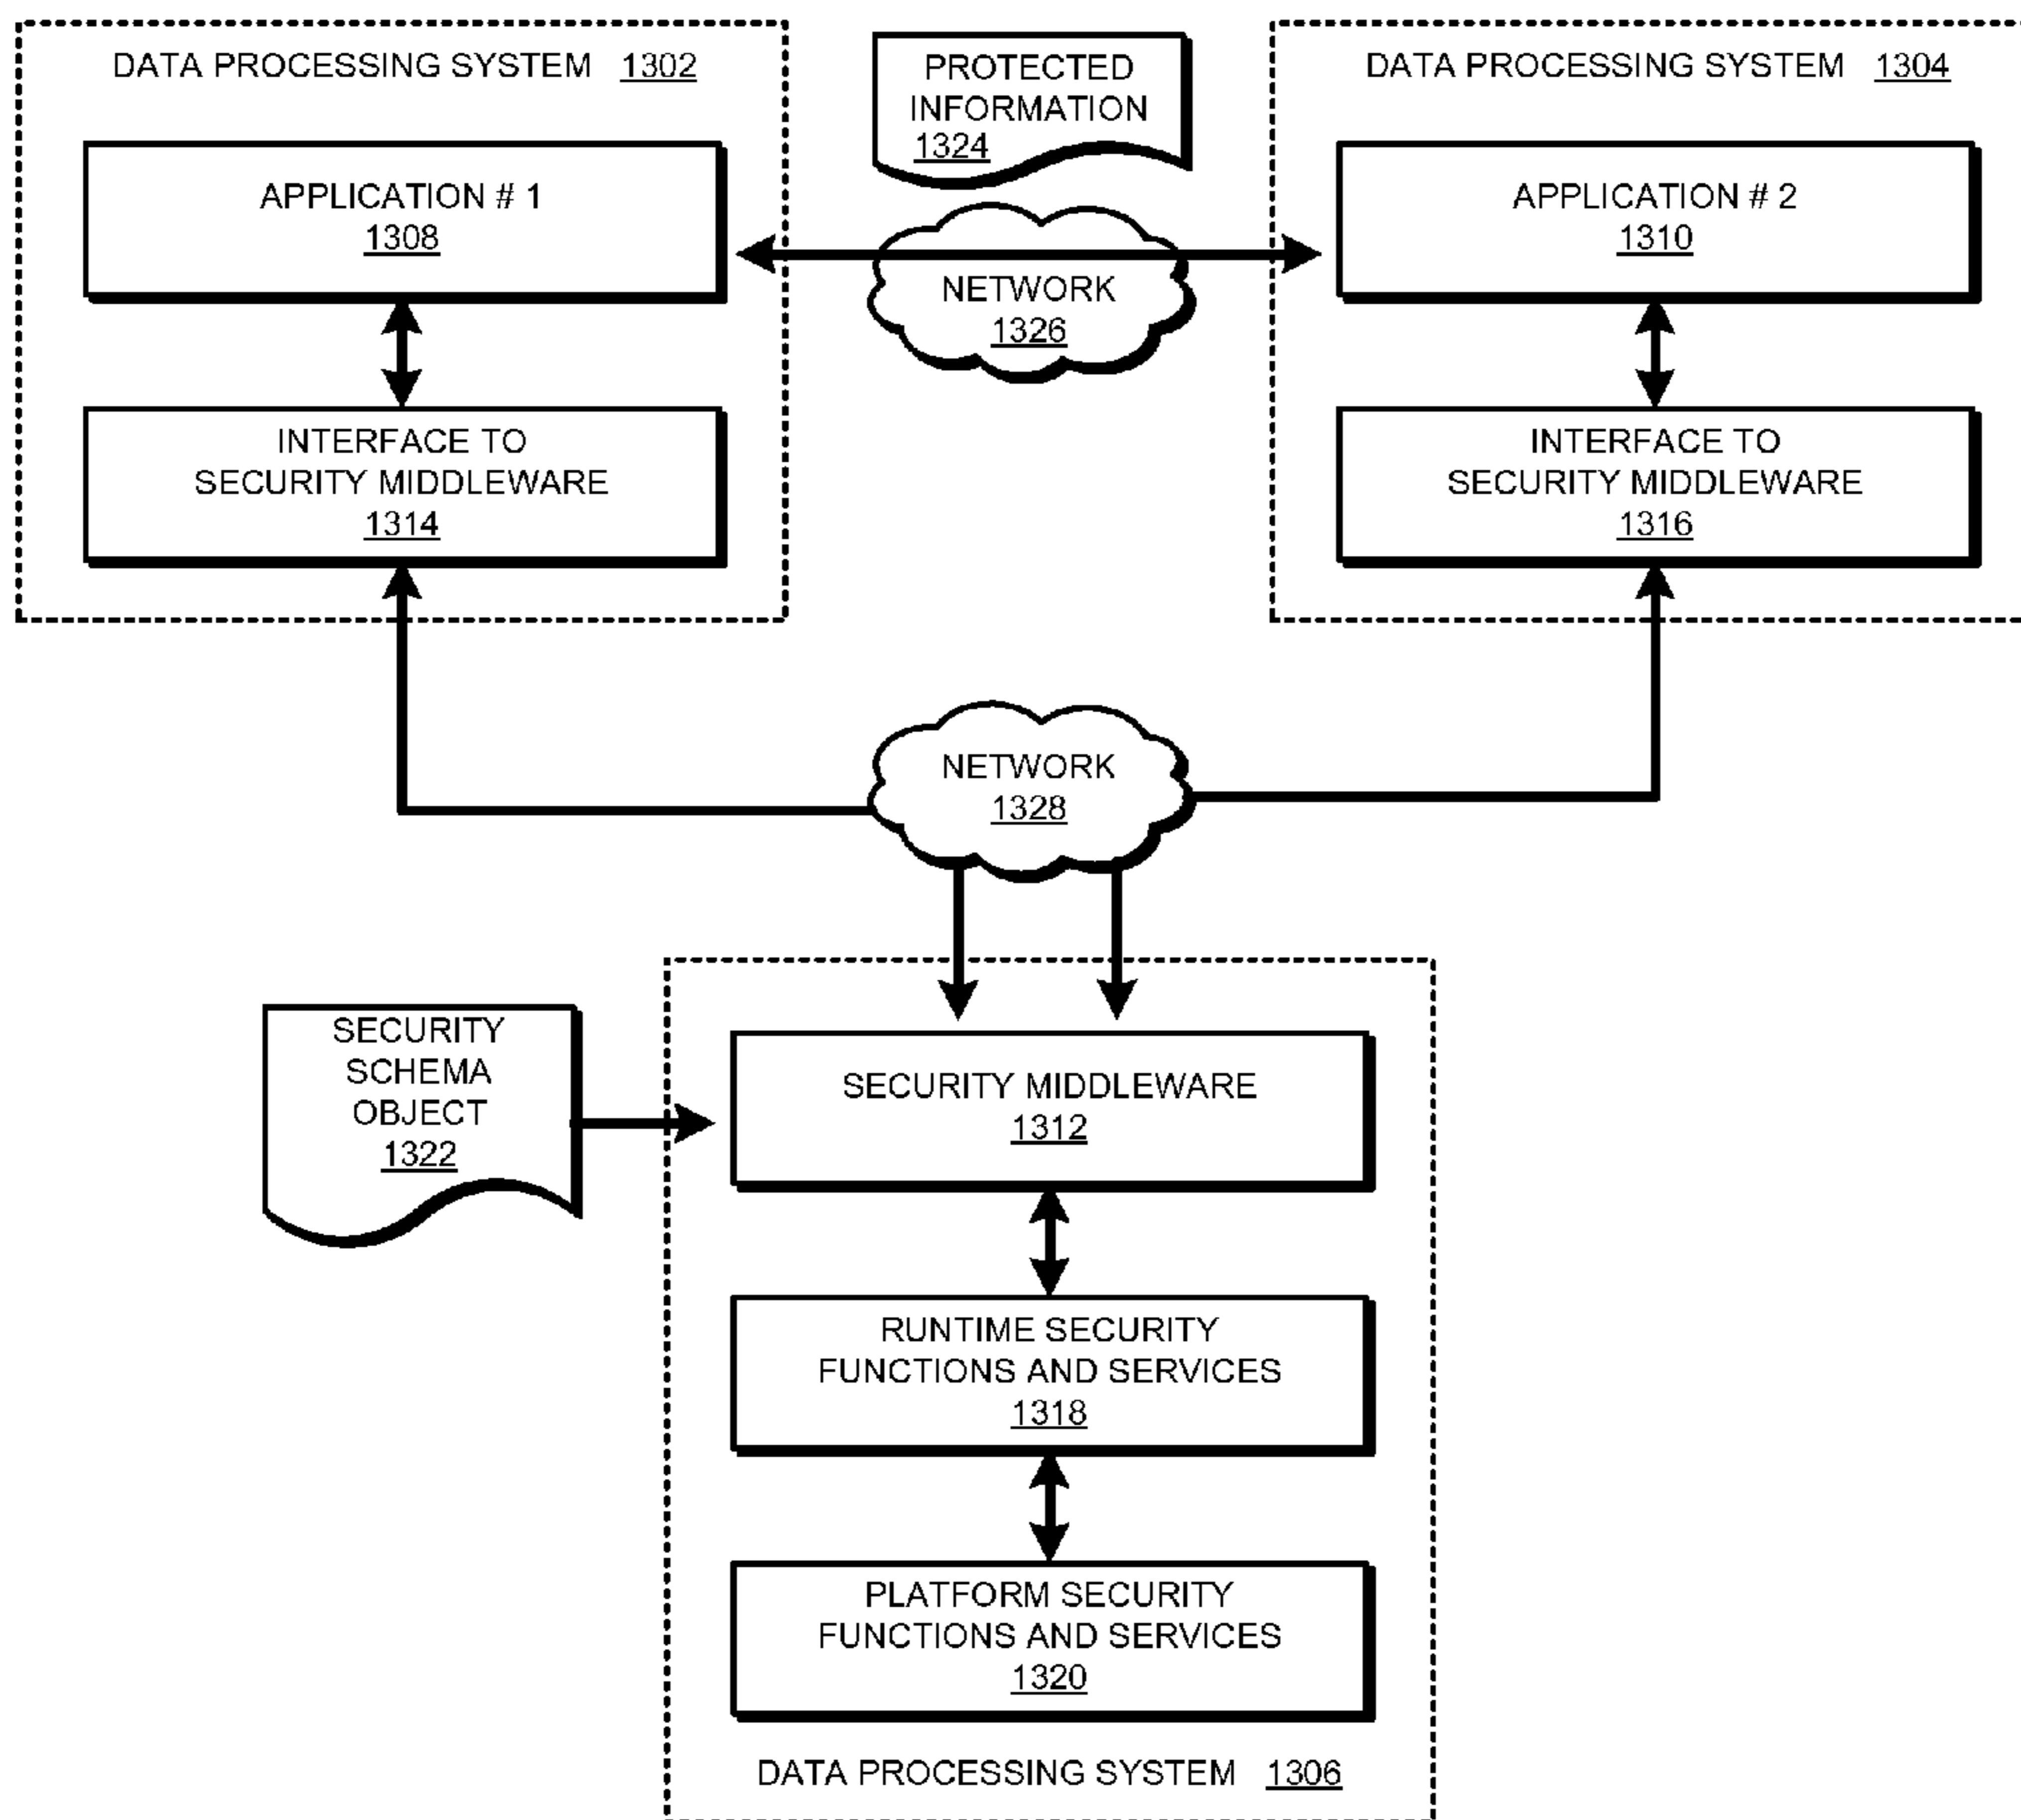 DATA PROCESSING SYSTEM 1302
PROTECTED
INFORMATION
1324
DATA PROCESSING SYSTEM 1304
APPLICATION # 1
1308
APPLICATION # 2
1310
NETWORK
1326
INTERFACE TO
SECURITY MIDDLEWARE
1314
INTERFACE TO
SECURITY MIDDLEWARE
1316
NETWORK
1328
SECURITY
SCHEMA
OBJECT
1322
SECURITY MIDDLEWARE
1312
RUNTIME SECURITY
FUNCTIONS AND SERVICES
1318
PLATFORM SECURITY
FUNCTIONS AND SERVICES
1320
DATA PROCESSING SYSTEM 1306